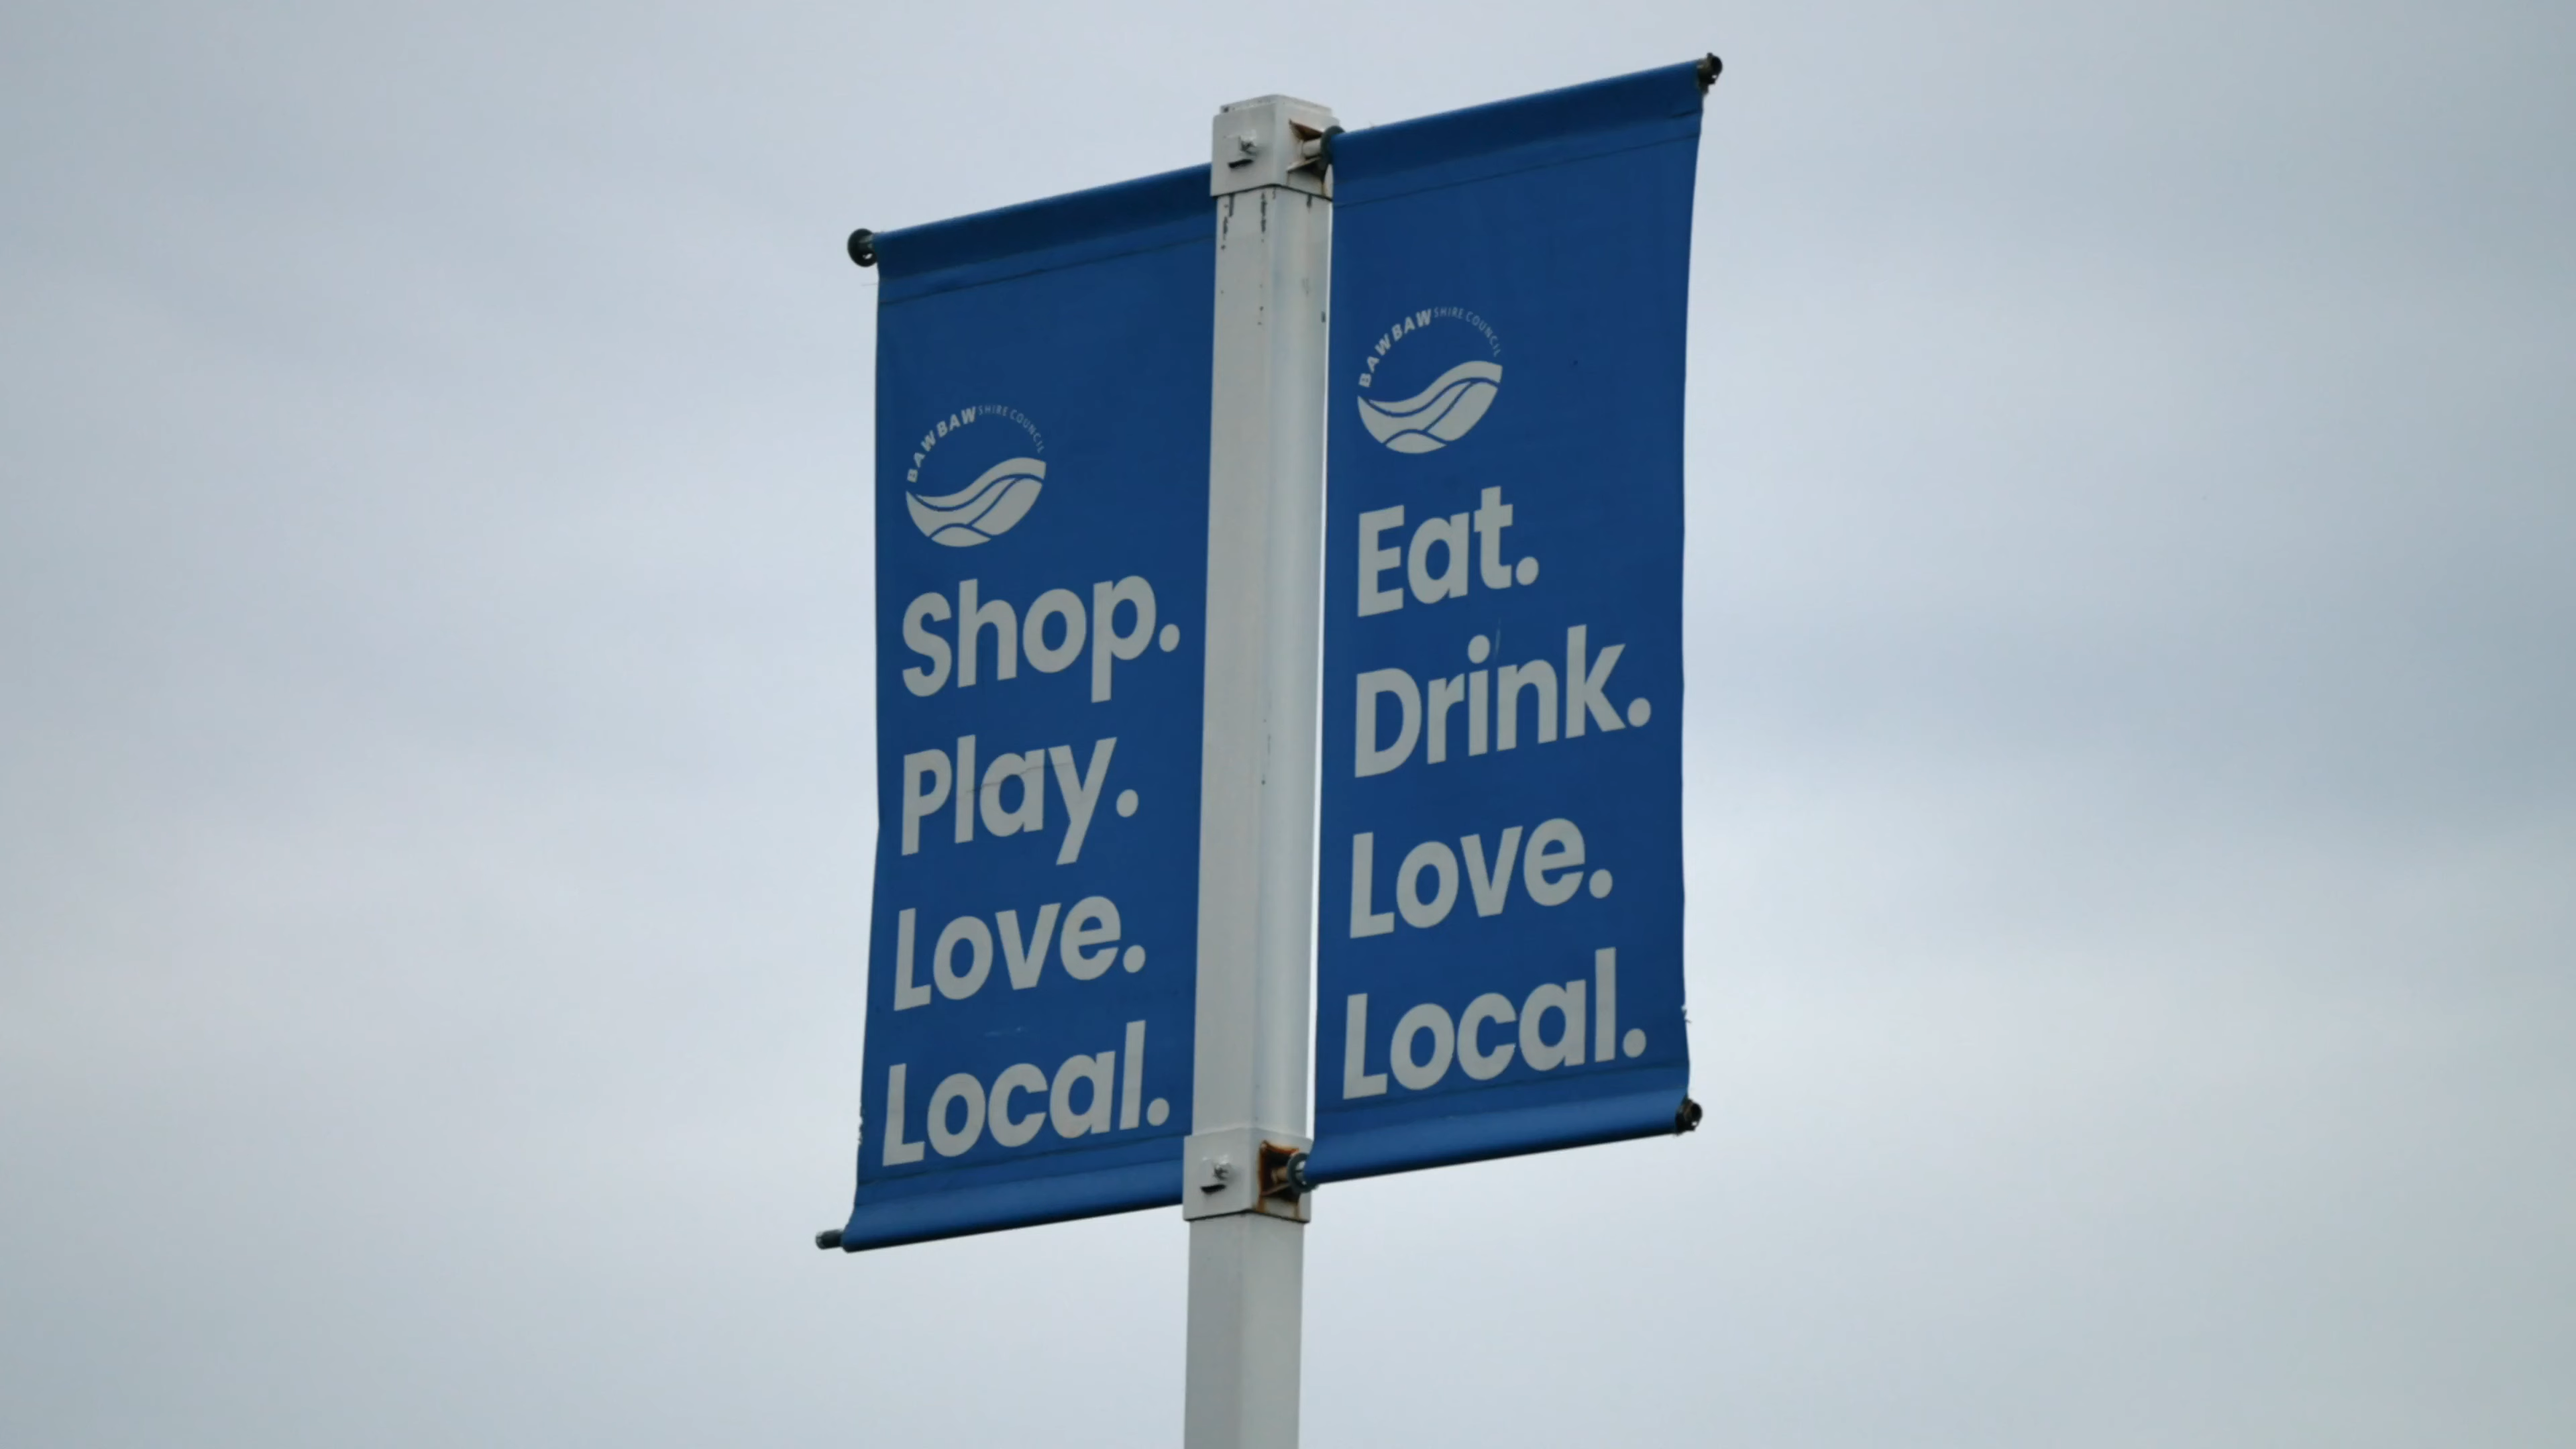 BAW BAW SHIRE COUNCIL
Shop.
Play.
Love.
Local.
BAW BAW SHIRE COUNCIL
Eat.
Drink.
Love.
Local.